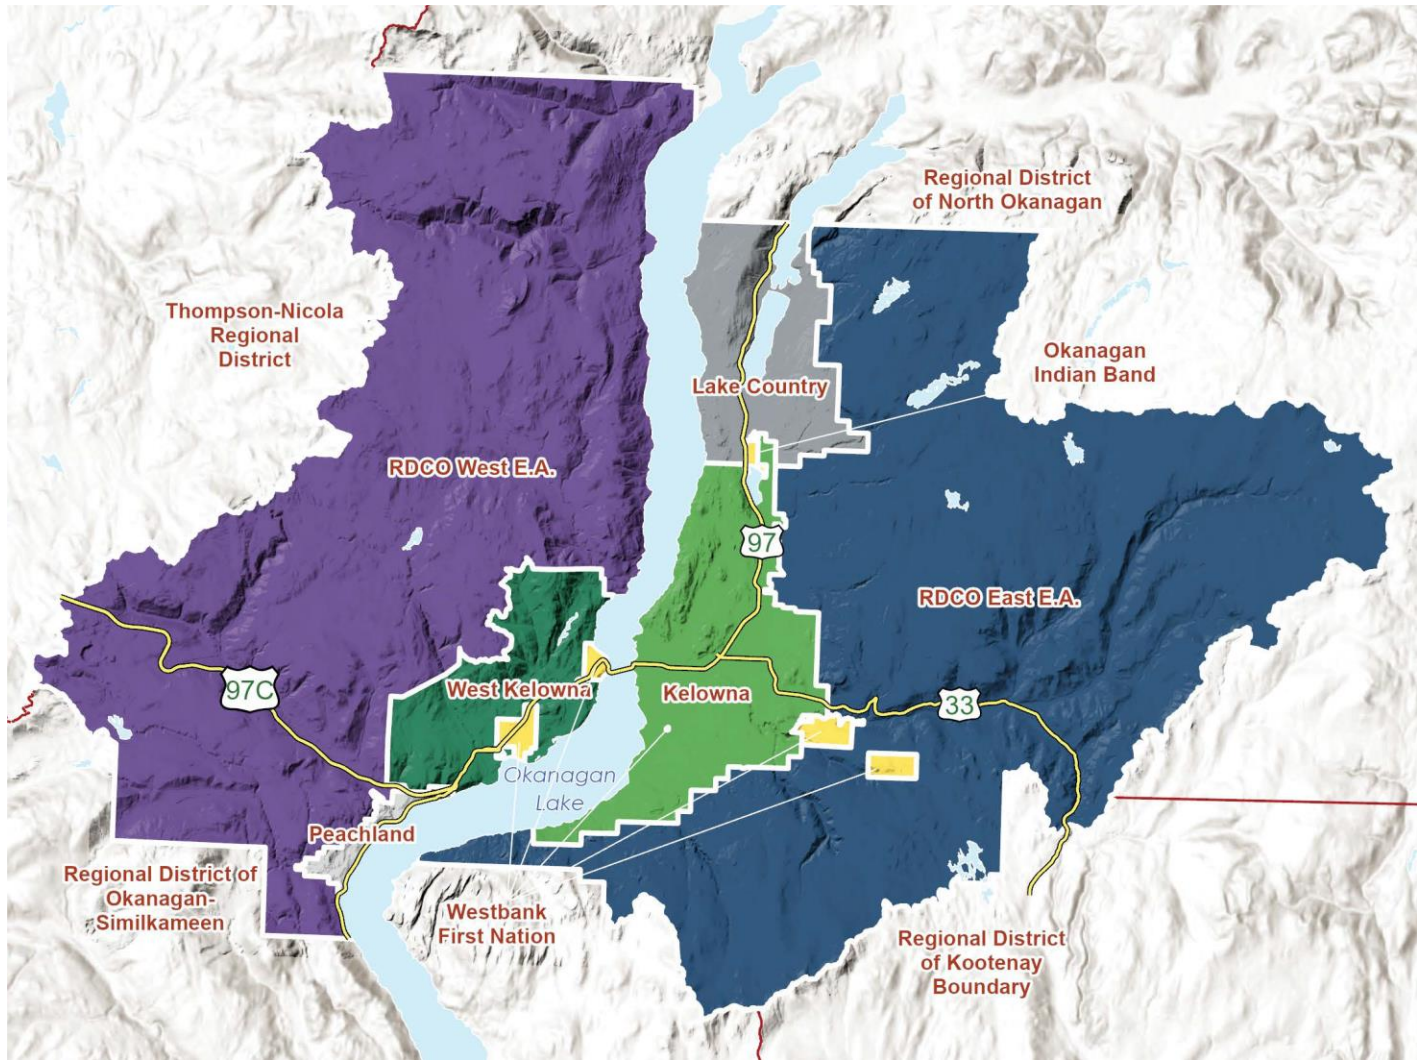 Regional District
of North Okanagan
Thompson-Nicola
Regional
District
Okanagan
Indian Band
Lake Country
RDCO West E.A.
97
RDCO East E.A.
97C
West Kelowna
Kelowna
33
Okanagan
Lake
Peachland
Regional District of
Okanagan-
Similkameen
Westbank
First Nation
Regional District
of Kootenay
Boundary